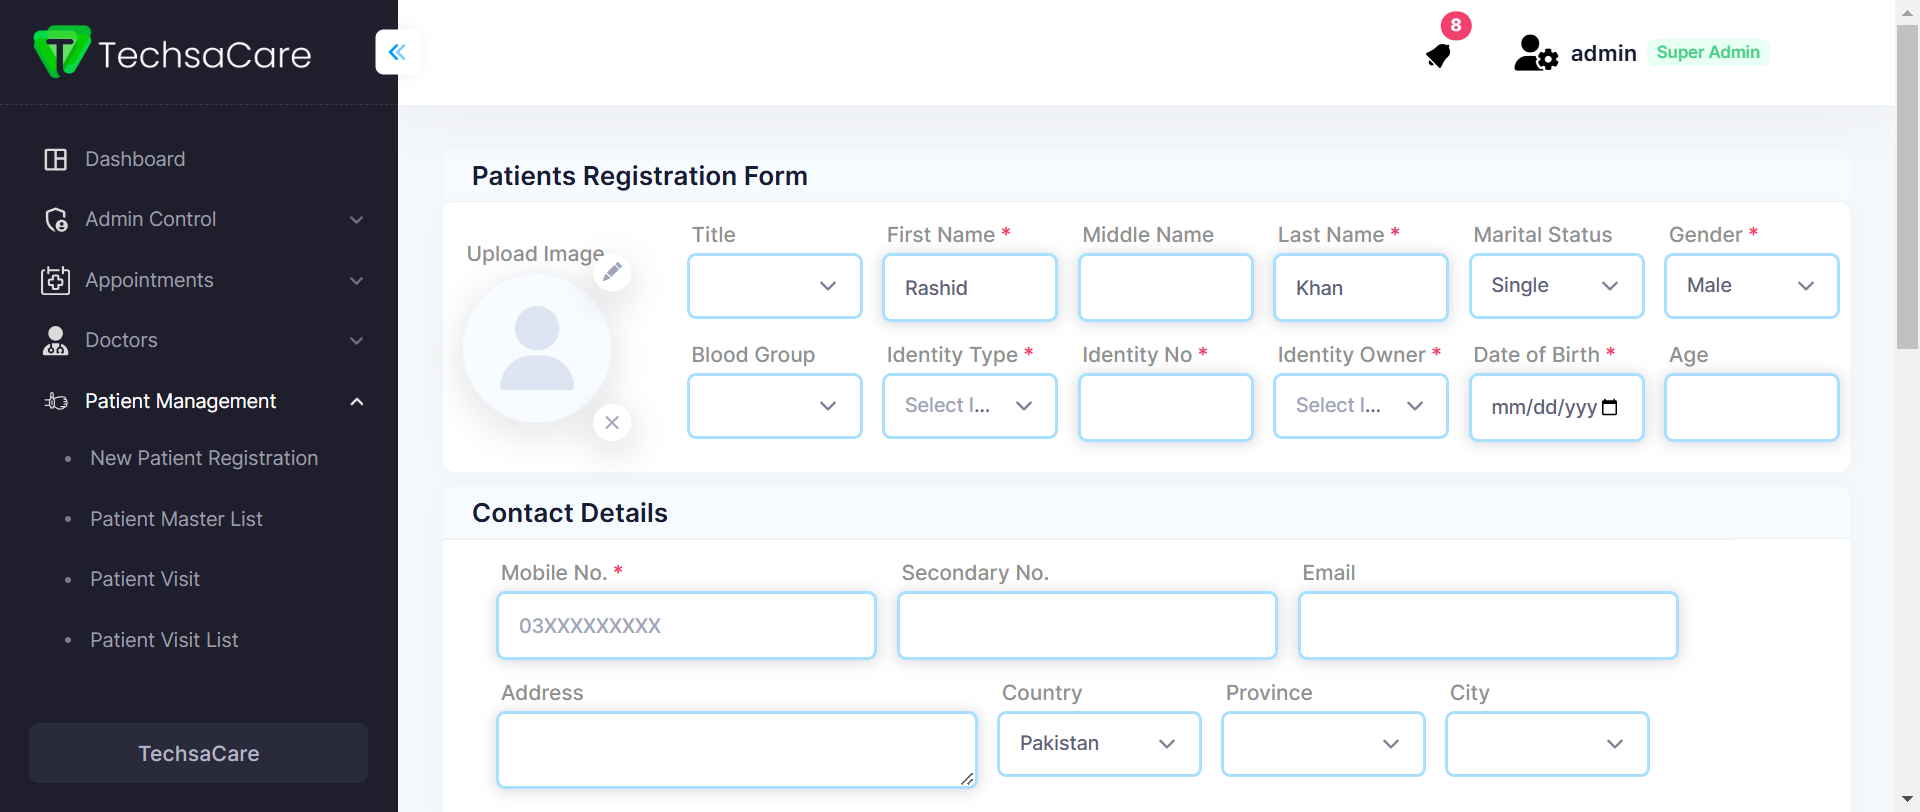 TechsaCare
8
admin Super Admin
Dashboard
Admin Control
Appointments
Doctors
Patient Management
New Patient Registration
Patient Master List
Patient Visit
Patient Visit List
TechsaCare
Patients Registration Form
Upload Image
Title First Name * Middle Name Last Name * Marital Status Gender *
Rashid Khan Single Male
Blood Group Identity Type * Identity No * Identity Owner * Date of Birth * Age
Select I... Select I... mm/dd/yyy
Contact Details
Mobile No. * Secondary No. Email
03XXXXXXXXX
Address Country Province City
Pakistan